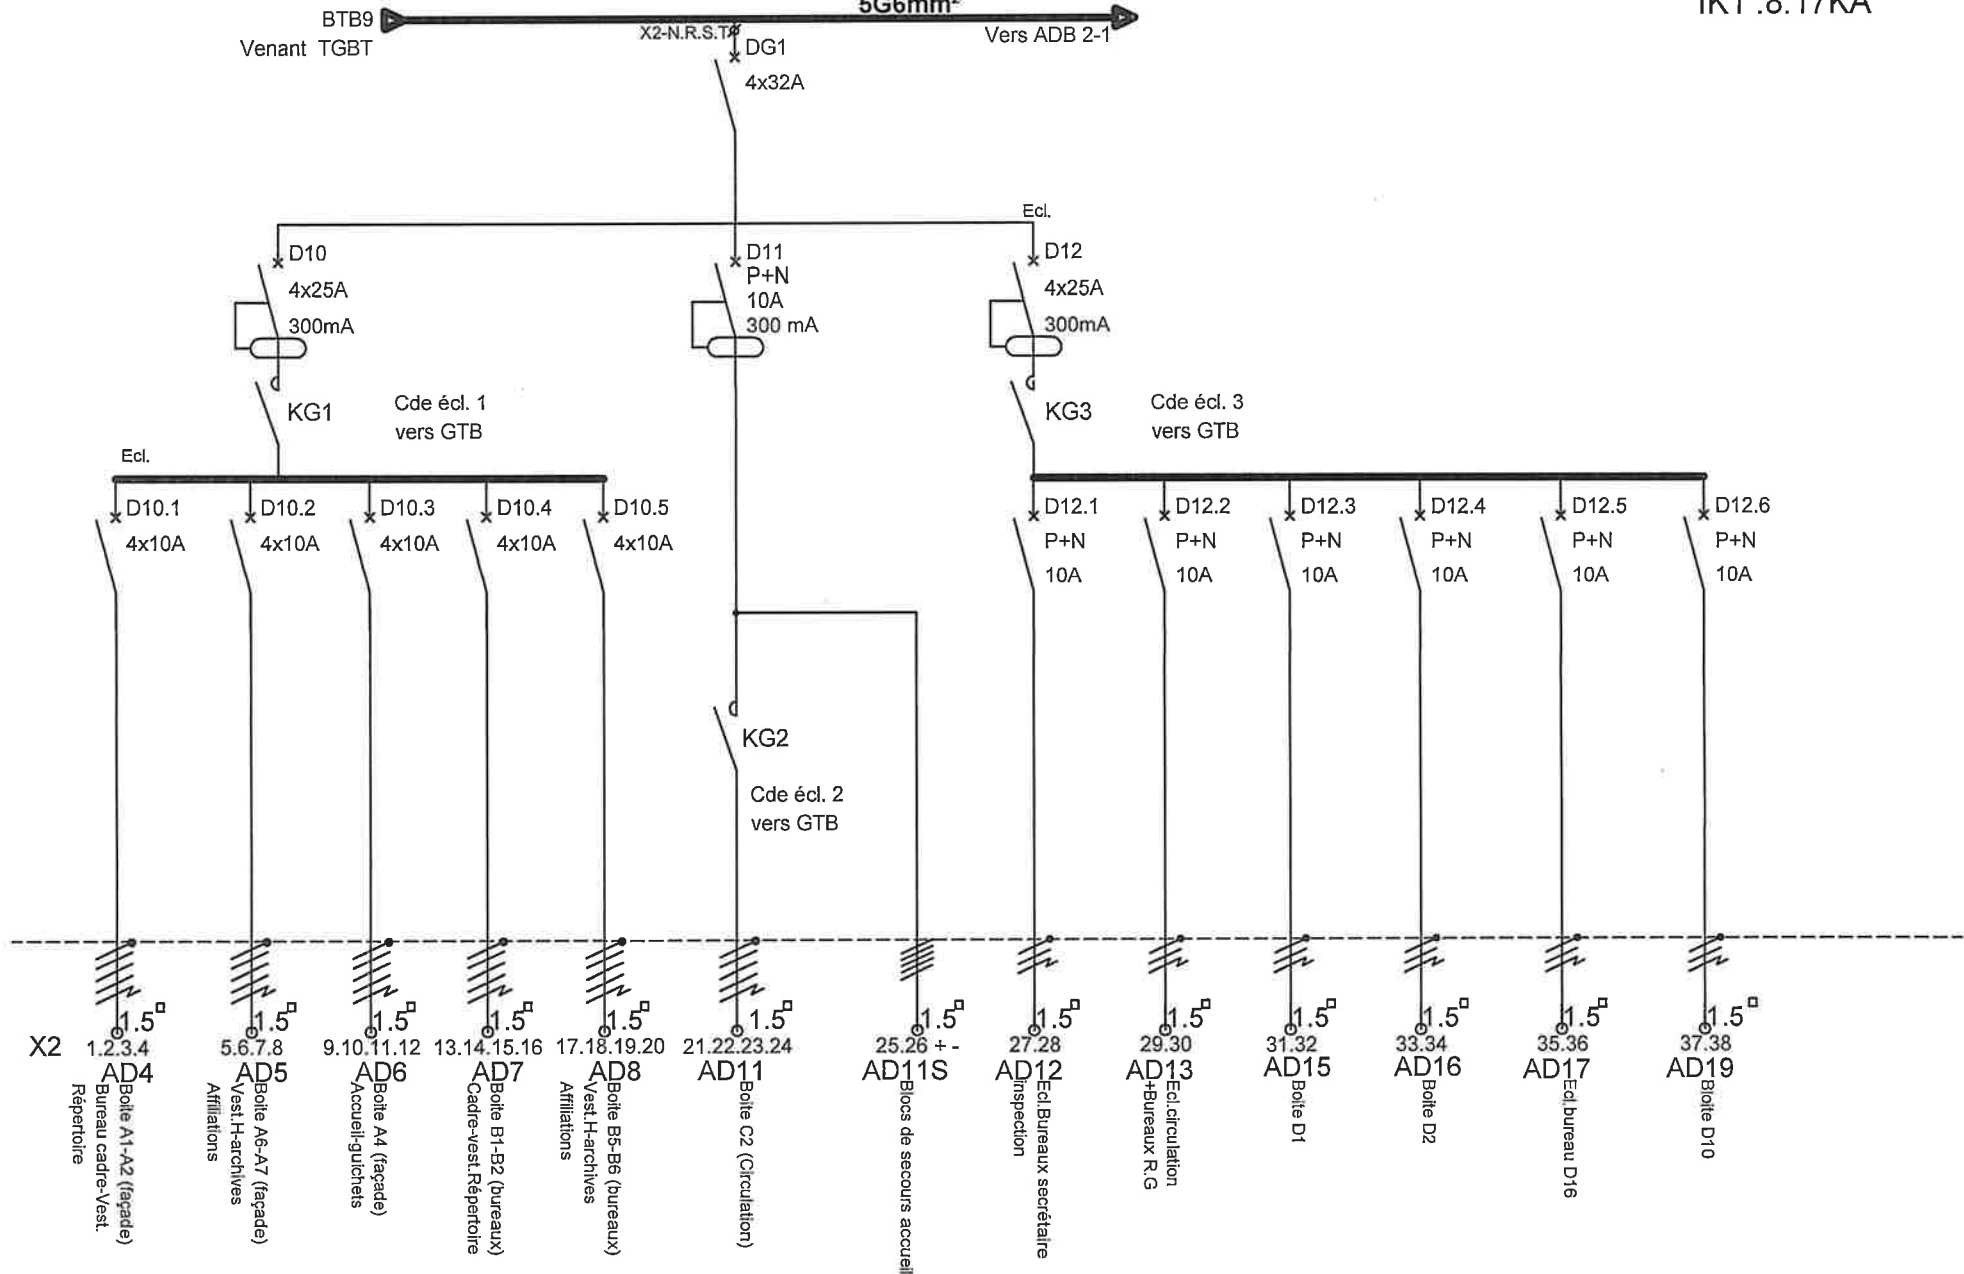 5G6mm²
IK1 :8.17KA
BTB9
Venant TGBT
X2-N.R.S.T
Vers ADB 2-1
DG1
4x32A
Ecl.
D10
4x25A
300mA
D11
P+N
10A
300 mA
D12
4x25A
300mA
KG1
Cde écl. 1
vers GTB
KG3
Cde écl. 3
vers GTB
Ecl.
D10.1
4x10A
D10.2
4x10A
D10.3
4x10A
D10.4
4x10A
D10.5
4x10A
D12.1
P+N
10A
D12.2
P+N
10A
D12.3
P+N
10A
D12.4
P+N
10A
D12.5
P+N
10A
D12.6
P+N
10A
KG2
Cde écl. 2
vers GTB
1.5
1.5
1.5
1.5
1.5
1.5
1.5
1.5
1.5
1.5
1.5
1.5
1.5
X2
1.2.3.4
5.6.7.8
9.10.11.12
13.14.15.16
17.18.19.20
21.22.23.24
25.26 + -
27.28
29.30
31.32
33.34
35.36
37.38
AD4
AD5
AD6
AD7
AD8
AD11
AD11S
AD12
AD13
AD15
AD16
AD17
AD19
Boite A1-A2 (façade)
Bureau cadre-Vest.
Répertoire
Boite A6-A7 (façade)
Vest.H-archives
Affiliations
Boite A4 (façade)
Accueil-guichets
Boite B1-B2 (bureaux)
Cadre-vest.Répertoire
Boite B5-B6 (bureaux)
Vest.H-archives
Affiliations
Boite C2 (Circulation)
Blocs de secours accueil
Ecl.Bureaux secrétaire
inspection
Ecl.circulation
+Bureaux R.G
Boite D1
Boite D2
Ecl.bureau D16
Bloite D10